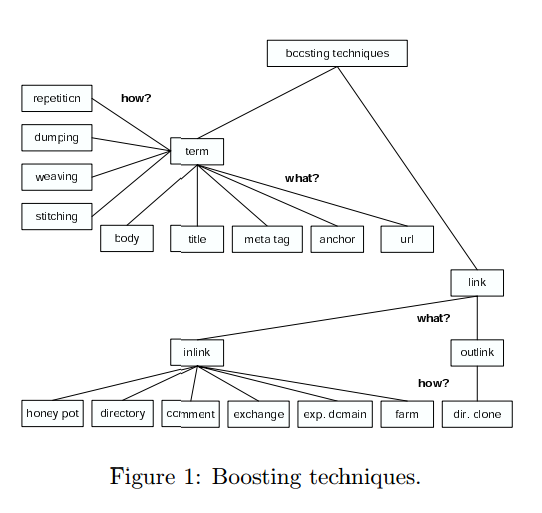 boosting techniques
repetition
how?
dumping
term
weaving
what?
stitching
body
title
meta tag
anchor
url
link
what?
inlink
outlink
how?
honey pot
directory
comment
exchange
exp. domain
farm
dir. clone
Figure 1: Boosting techniques.